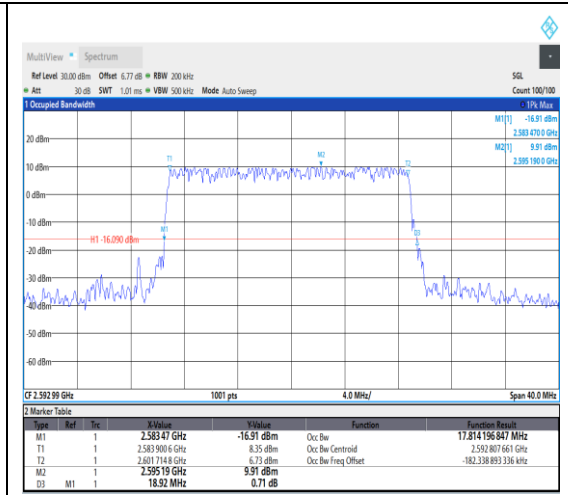 MultiView Spectrum
Ref Level 30.00 dBm Offset 6.77 dB RBW 200 kHz SGL
Att 30 dB SWT 1.01 ms VBW 500 kHz Mode Auto Sweep Count 100/100
1 Occupied Bandwidth 1Pk Max
M1[1] -16.91 dBm
2.583 470 0 GHz
M2[1] 9.91 dBm
2.595 190 0 GHz
20 dBm
T1 M2 T2
10 dBm
0 dBm
-10 dBm
M1 D3
H1 -16.090 dBm
-20 dBm
-30 dBm
-40 dBm
-50 dBm
-60 dBm
CF 2.592 99 GHz 1001 pts 4.0 MHz/ Span 40.0 MHz
2 Marker Table
Type Ref Trc X-Value Y-Value Function Function Result
M1 1 2.583 47 GHz -16.91 dBm Occ Bw 17.814 196 847 MHz
T1 1 2.583 900 6 GHz 8.35 dBm Occ Bw Centroid 2.592 807 661 GHz
T2 1 2.601 714 8 GHz 6.73 dBm Occ Bw Freq Offset -182.338 893 336 kHz
M2 1 2.595 19 GHz 9.91 dBm
D3 M1 1 18.92 MHz 0.71 dB